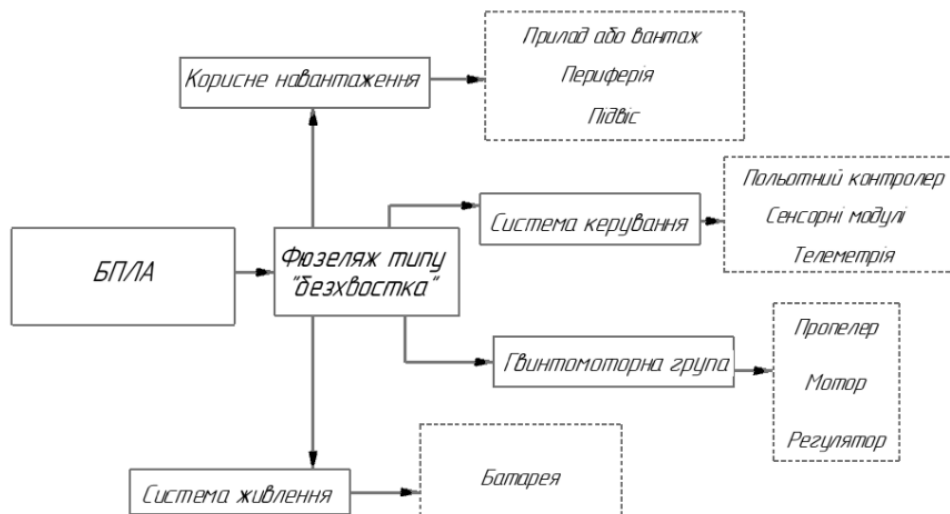 Прилад або вантаж
Корисне навантаження
Периферія
Підвіс
Польотний контролер
Система керування
Сенсорні модулі
Телеметрія
БПЛА
Фюзеляж типу
"безхвостка"
Пропелер
Гвинтомоторна група
Мотор
Регулятор
Система живлення
Батарея